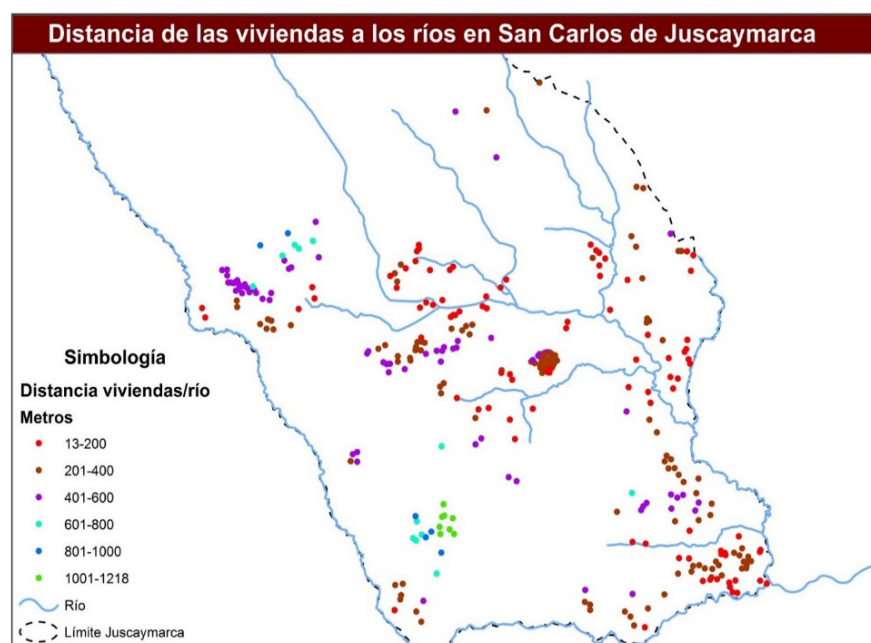 Distancia de las viviendas a los ríos en San Carlos de Juscaymarca
Simbología
Distancia viviendas/río
Metros
13-200
201-400
401-600
601-800
801-1000
1001-1218
Río
Límite Juscaymarca